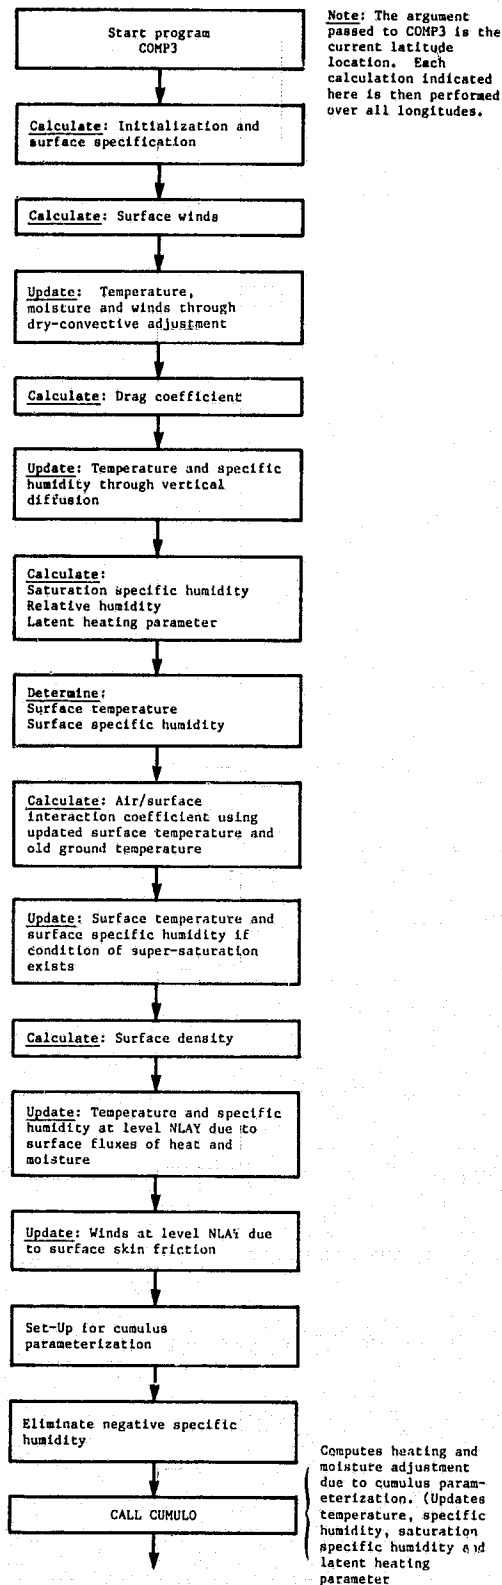 Start program
COMP3
Note: The argument
passed to COMP3 is the
current latitude
location. Each
calculation indicated
here is then performed
over all longitudes.
Calculate: Initialization and
surface specification
Calculate: Surface winds
Update: Temperature,
moisture and winds through
dry-convective adjustment
Calculate: Drag coefficient
Update: Temperature and specific
humidity through vertical
diffusion
Calculate:
Saturation specific humidity
Relative humidity
Latent heating parameter
Determine:
Surface temperature
Surface specific humidity
Calculate: Air/surface
interaction coefficient using
updated surface temperature and
old ground temperature
Update: Surface temperature and
surface specific humidity if
condition of super-saturation
exists
Calculate: Surface density
Update: Temperature and specific
humidity at level NLAY due to
surface fluxes of heat and
moisture
Update: Winds at level NLAY due
to surface skin friction
Set-Up for cumulus
parameterization
Eliminate negative specific
humidity
CALL CUMULO
Computes heating and
moisture adjustment
due to cumulus param-
eterization. (Updates
temperature, specific
humidity, saturation
specific humidity and
latent heating
parameter